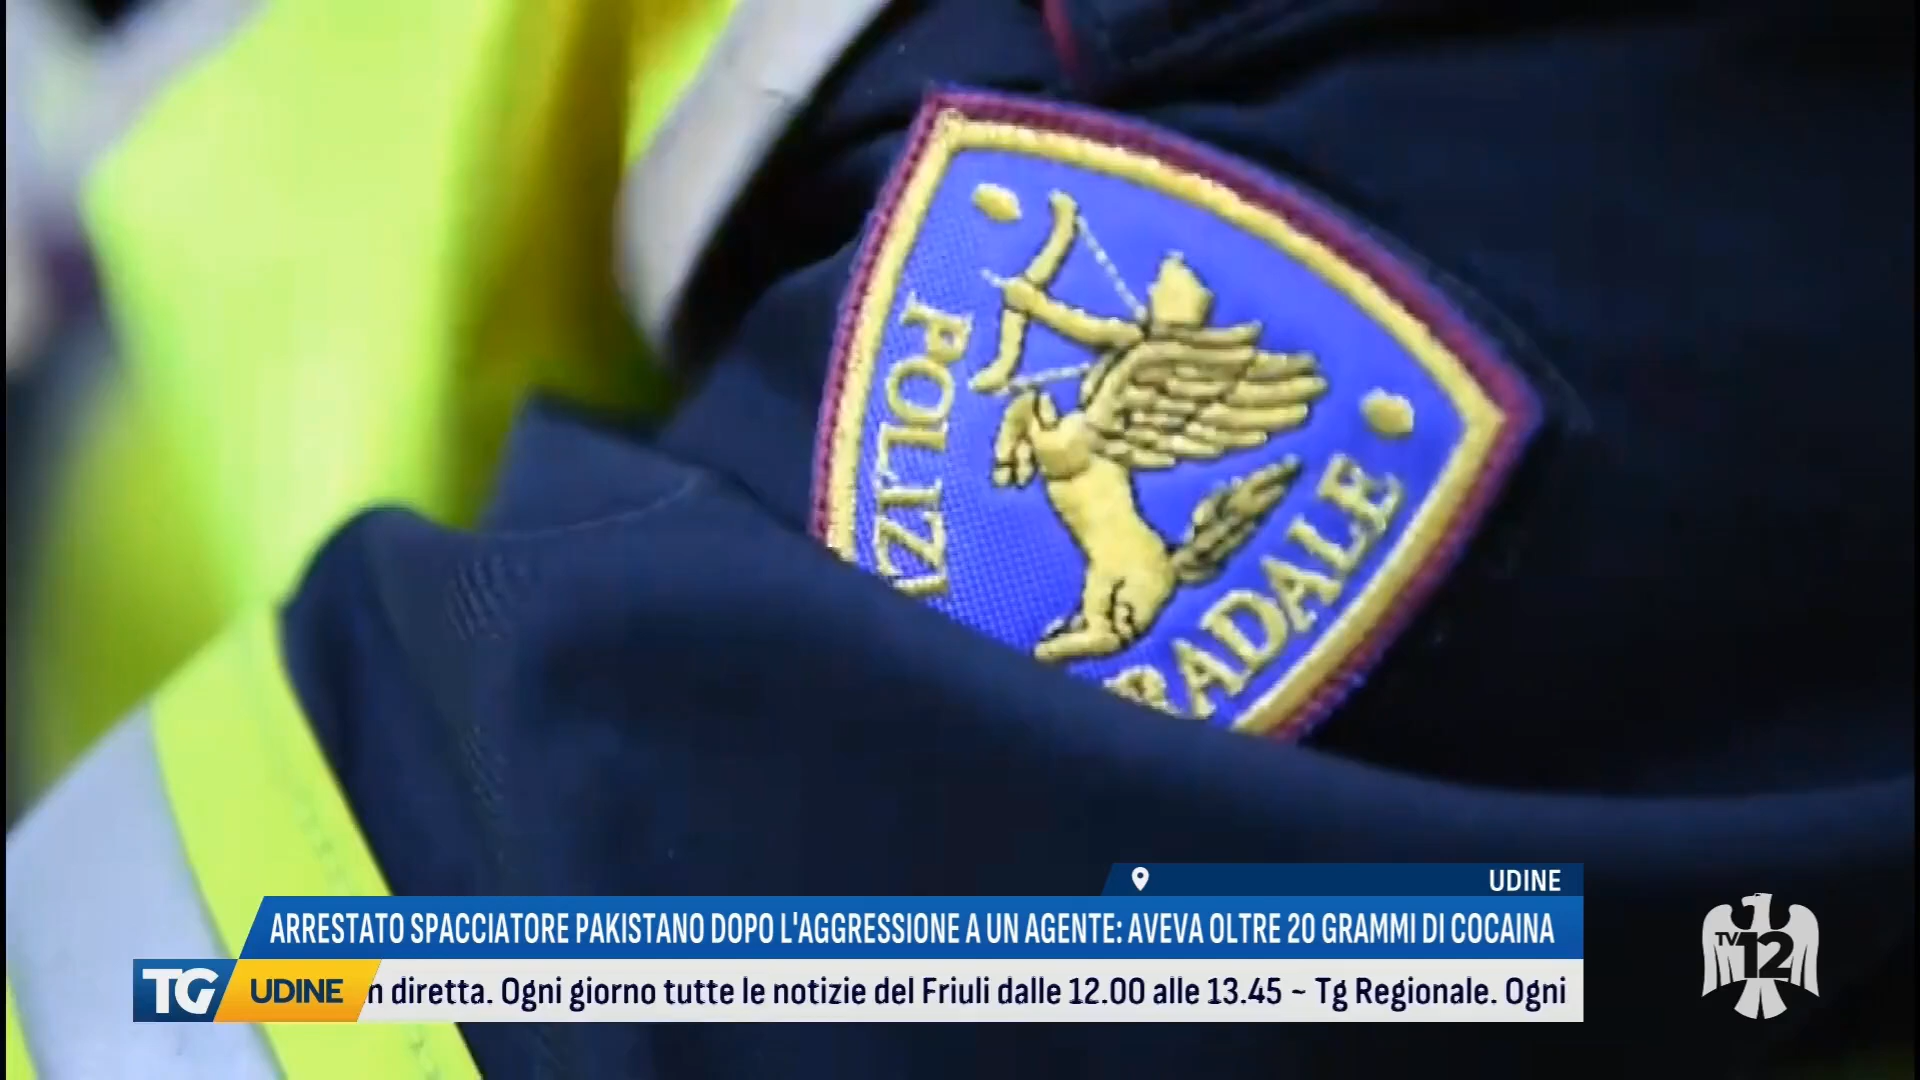 POLIZI
RADALE
UDINE
ARRESTATO SPACCIATORE PAKISTANO DOPO L'AGGRESSIONE A UN AGENTE: AVEVA OLTRE 20 GRAMMI DI COCAINA
TG UDINE n diretta. Ogni giorno tutte le notizie del Friuli dalle 12.00 alle 13.45 ~ Tg Regionale. Ogni
TV 12